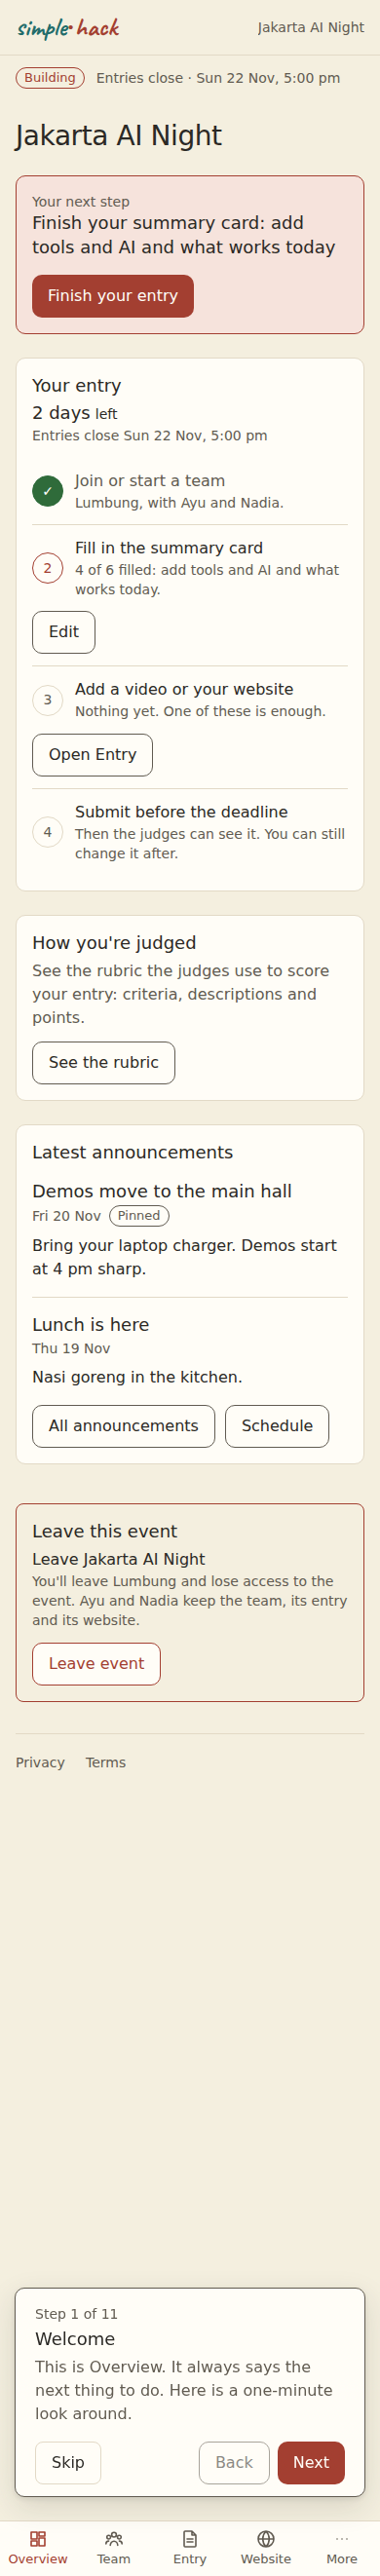 simple·hack
Jakarta AI Night
Building
Entries close · Sun 22 Nov, 5:00 pm
Jakarta AI Night
Your next step
Finish your summary card: add
tools and AI and what works today
Finish your entry
Your entry
2 days left
Entries close Sun 22 Nov, 5:00 pm
✓
Join or start a team
Lumbung, with Ayu and Nadia.
2
Fill in the summary card
4 of 6 filled: add tools and AI and what
works today.
Edit
3
Add a video or your website
Nothing yet. One of these is enough.
Open Entry
4
Submit before the deadline
Then the judges can see it. You can still
change it after.
How you're judged
See the rubric the judges use to score
your entry: criteria, descriptions and
points.
See the rubric
Latest announcements
Demos move to the main hall
Fri 20 Nov
Pinned
Bring your laptop charger. Demos start
at 4 pm sharp.
Lunch is here
Thu 19 Nov
Nasi goreng in the kitchen.
All announcements
Schedule
Leave this event
Leave Jakarta AI Night
You'll leave Lumbung and lose access to the
event. Ayu and Nadia keep the team, its entry
and its website.
Leave event
Privacy
Terms
Step 1 of 11
Welcome
This is Overview. It always says the
next thing to do. Here is a one-minute
look around.
Skip
Back
Next
Overview
Team
Entry
Website
More